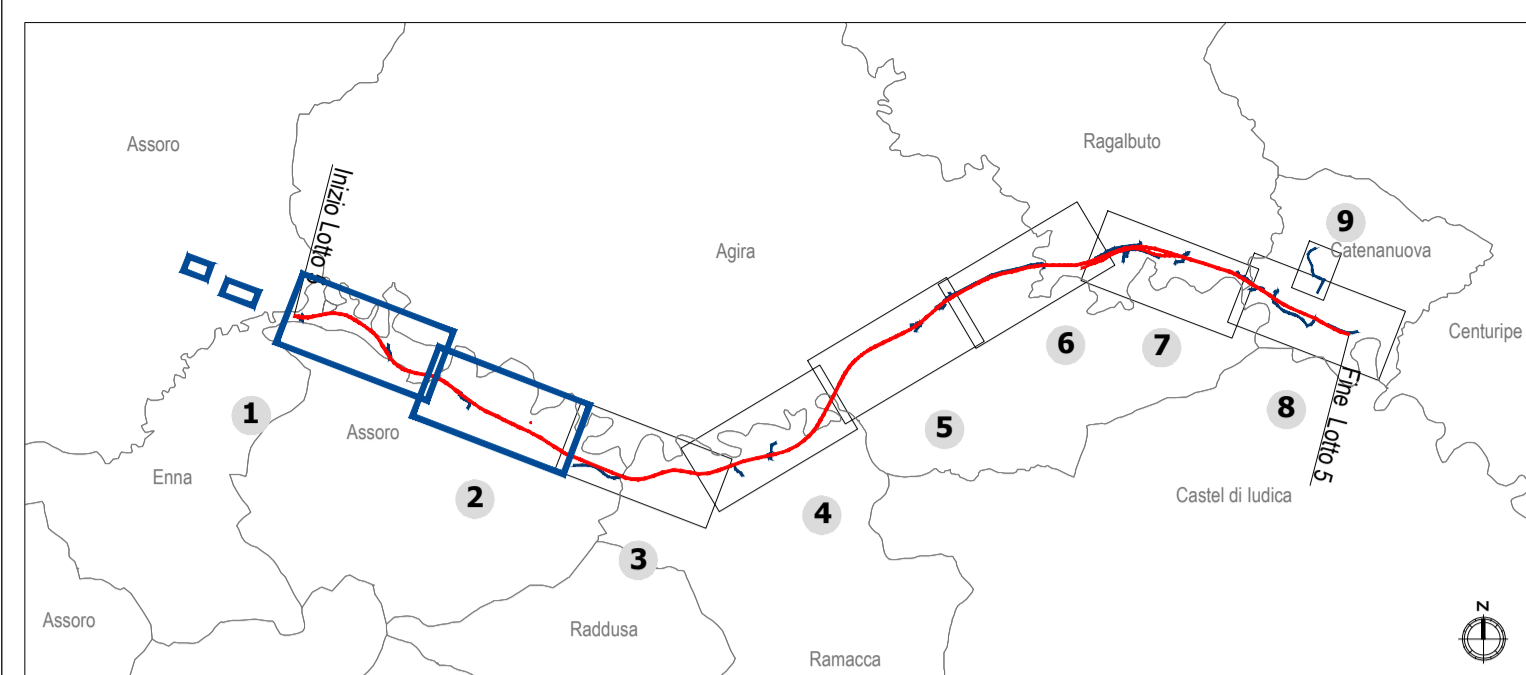 Assoro
Ragalbuto
Inizio Lotto 5
9
Agira
Catenanuova
Centuripe
6
7
1
8
Fine Lotto 5
Assoro
5
Enna
2
Castel di Iudica
4
3
N
Assoro
Raddusa
Ramacca